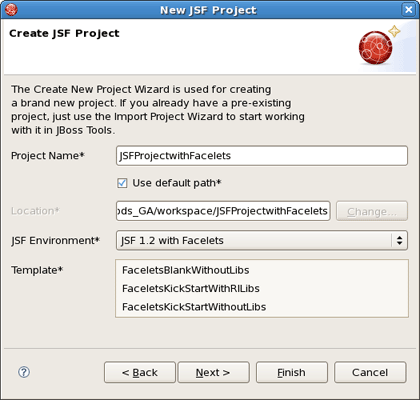 New JSF Project
Create JSF Project
The Create New Project Wizard is used for creating
a brand new project. If you already have a pre-existing
project, just use the Import Project Wizard to start working
with it in JBoss Tools.
Project Name* JSFProjectwithFacelets
Use default path*
Location* ods_GA/workspace/JSFProjectwithFacelets Change...
JSF Environment* JSF 1.2 with Facelets
Template* FaceletsBlankWithoutLibs
FaceletsKickStartWithRILibs
FaceletsKickStartWithoutLibs
? < Back Next > Finish Cancel